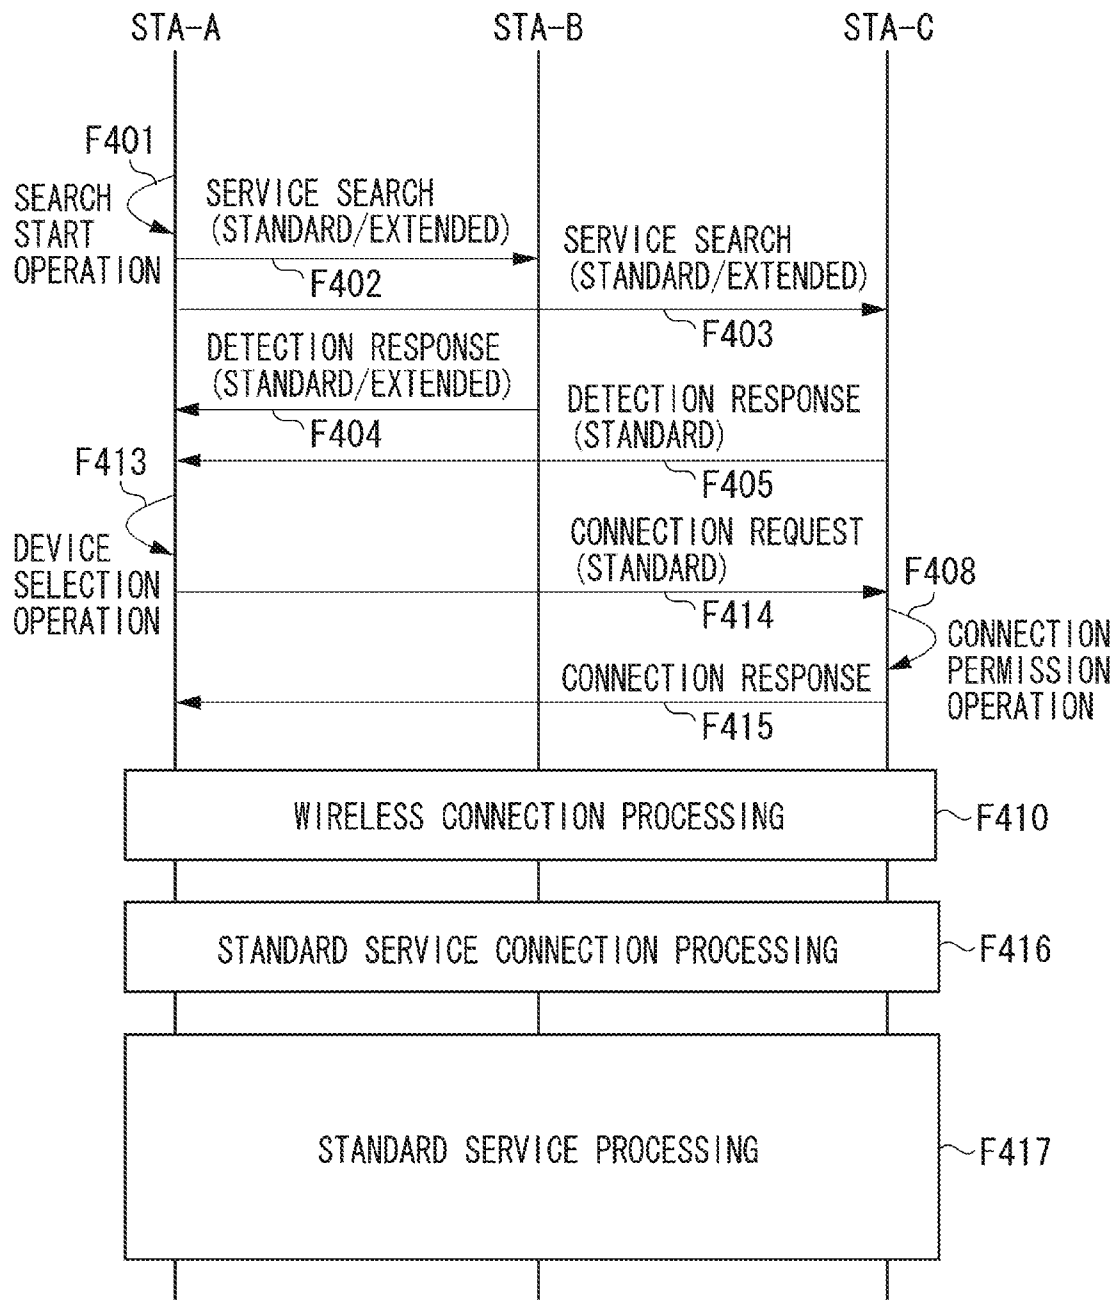 STA-A
STA-B
STA-C
F401
SEARCH
START
OPERATION
SERVICE SEARCH
(STANDARD/EXTENDED)
F402
SERVICE SEARCH
(STANDARD/EXTENDED)
F403
DETECTION RESPONSE
(STANDARD/EXTENDED)
F404
DETECTION RESPONSE
(STANDARD)
F405
F413
DEVICE
SELECTION
OPERATION
CONNECTION REQUEST
(STANDARD)
F414
F408
CONNECTION
PERMISSION
OPERATION
CONNECTION RESPONSE
F415
WIRELESS CONNECTION PROCESSING
F410
STANDARD SERVICE CONNECTION PROCESSING
F416
STANDARD SERVICE PROCESSING
F417